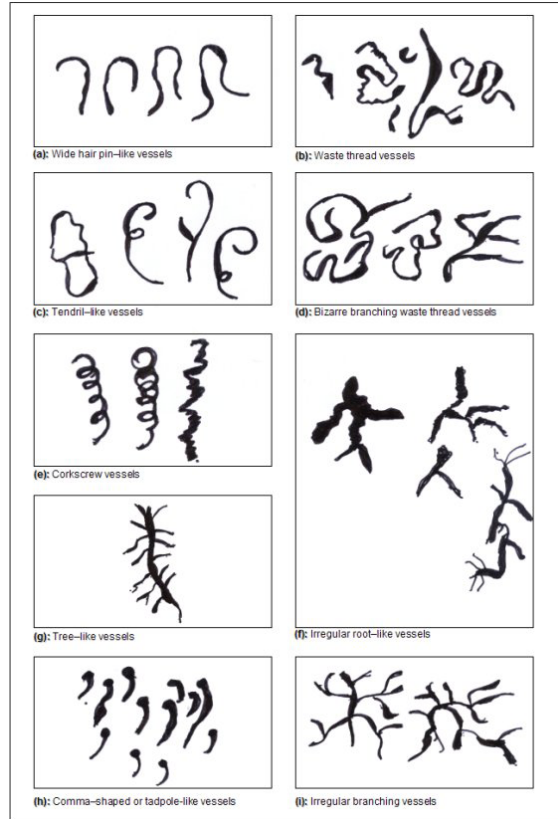 (a): Wide hair pin–like vessels
(b): Waste thread vessels
(c): Tendril–like vessels
(d): Bizarre branching waste thread vessels
(e): Corkscrew vessels
(g): Tree–like vessels
(f): Irregular root–like vessels
(h): Comma–shaped or tadpole-like vessels
(i): Irregular branching vessels